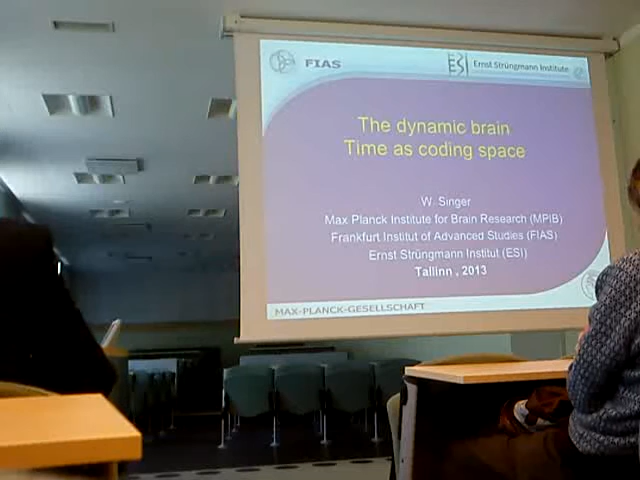 FIAS
ESI Ernst Strüngmann Institute
The dynamic brain
Time as coding space
W. Singer
Max Planck Institute for Brain Research (MPIB)
Frankfurt Institut of Advanced Studies (FIAS)
Ernst Strüngmann Institut (ESI)
Tallinn , 2013
MAX-PLANCK-GESELLSCHAFT